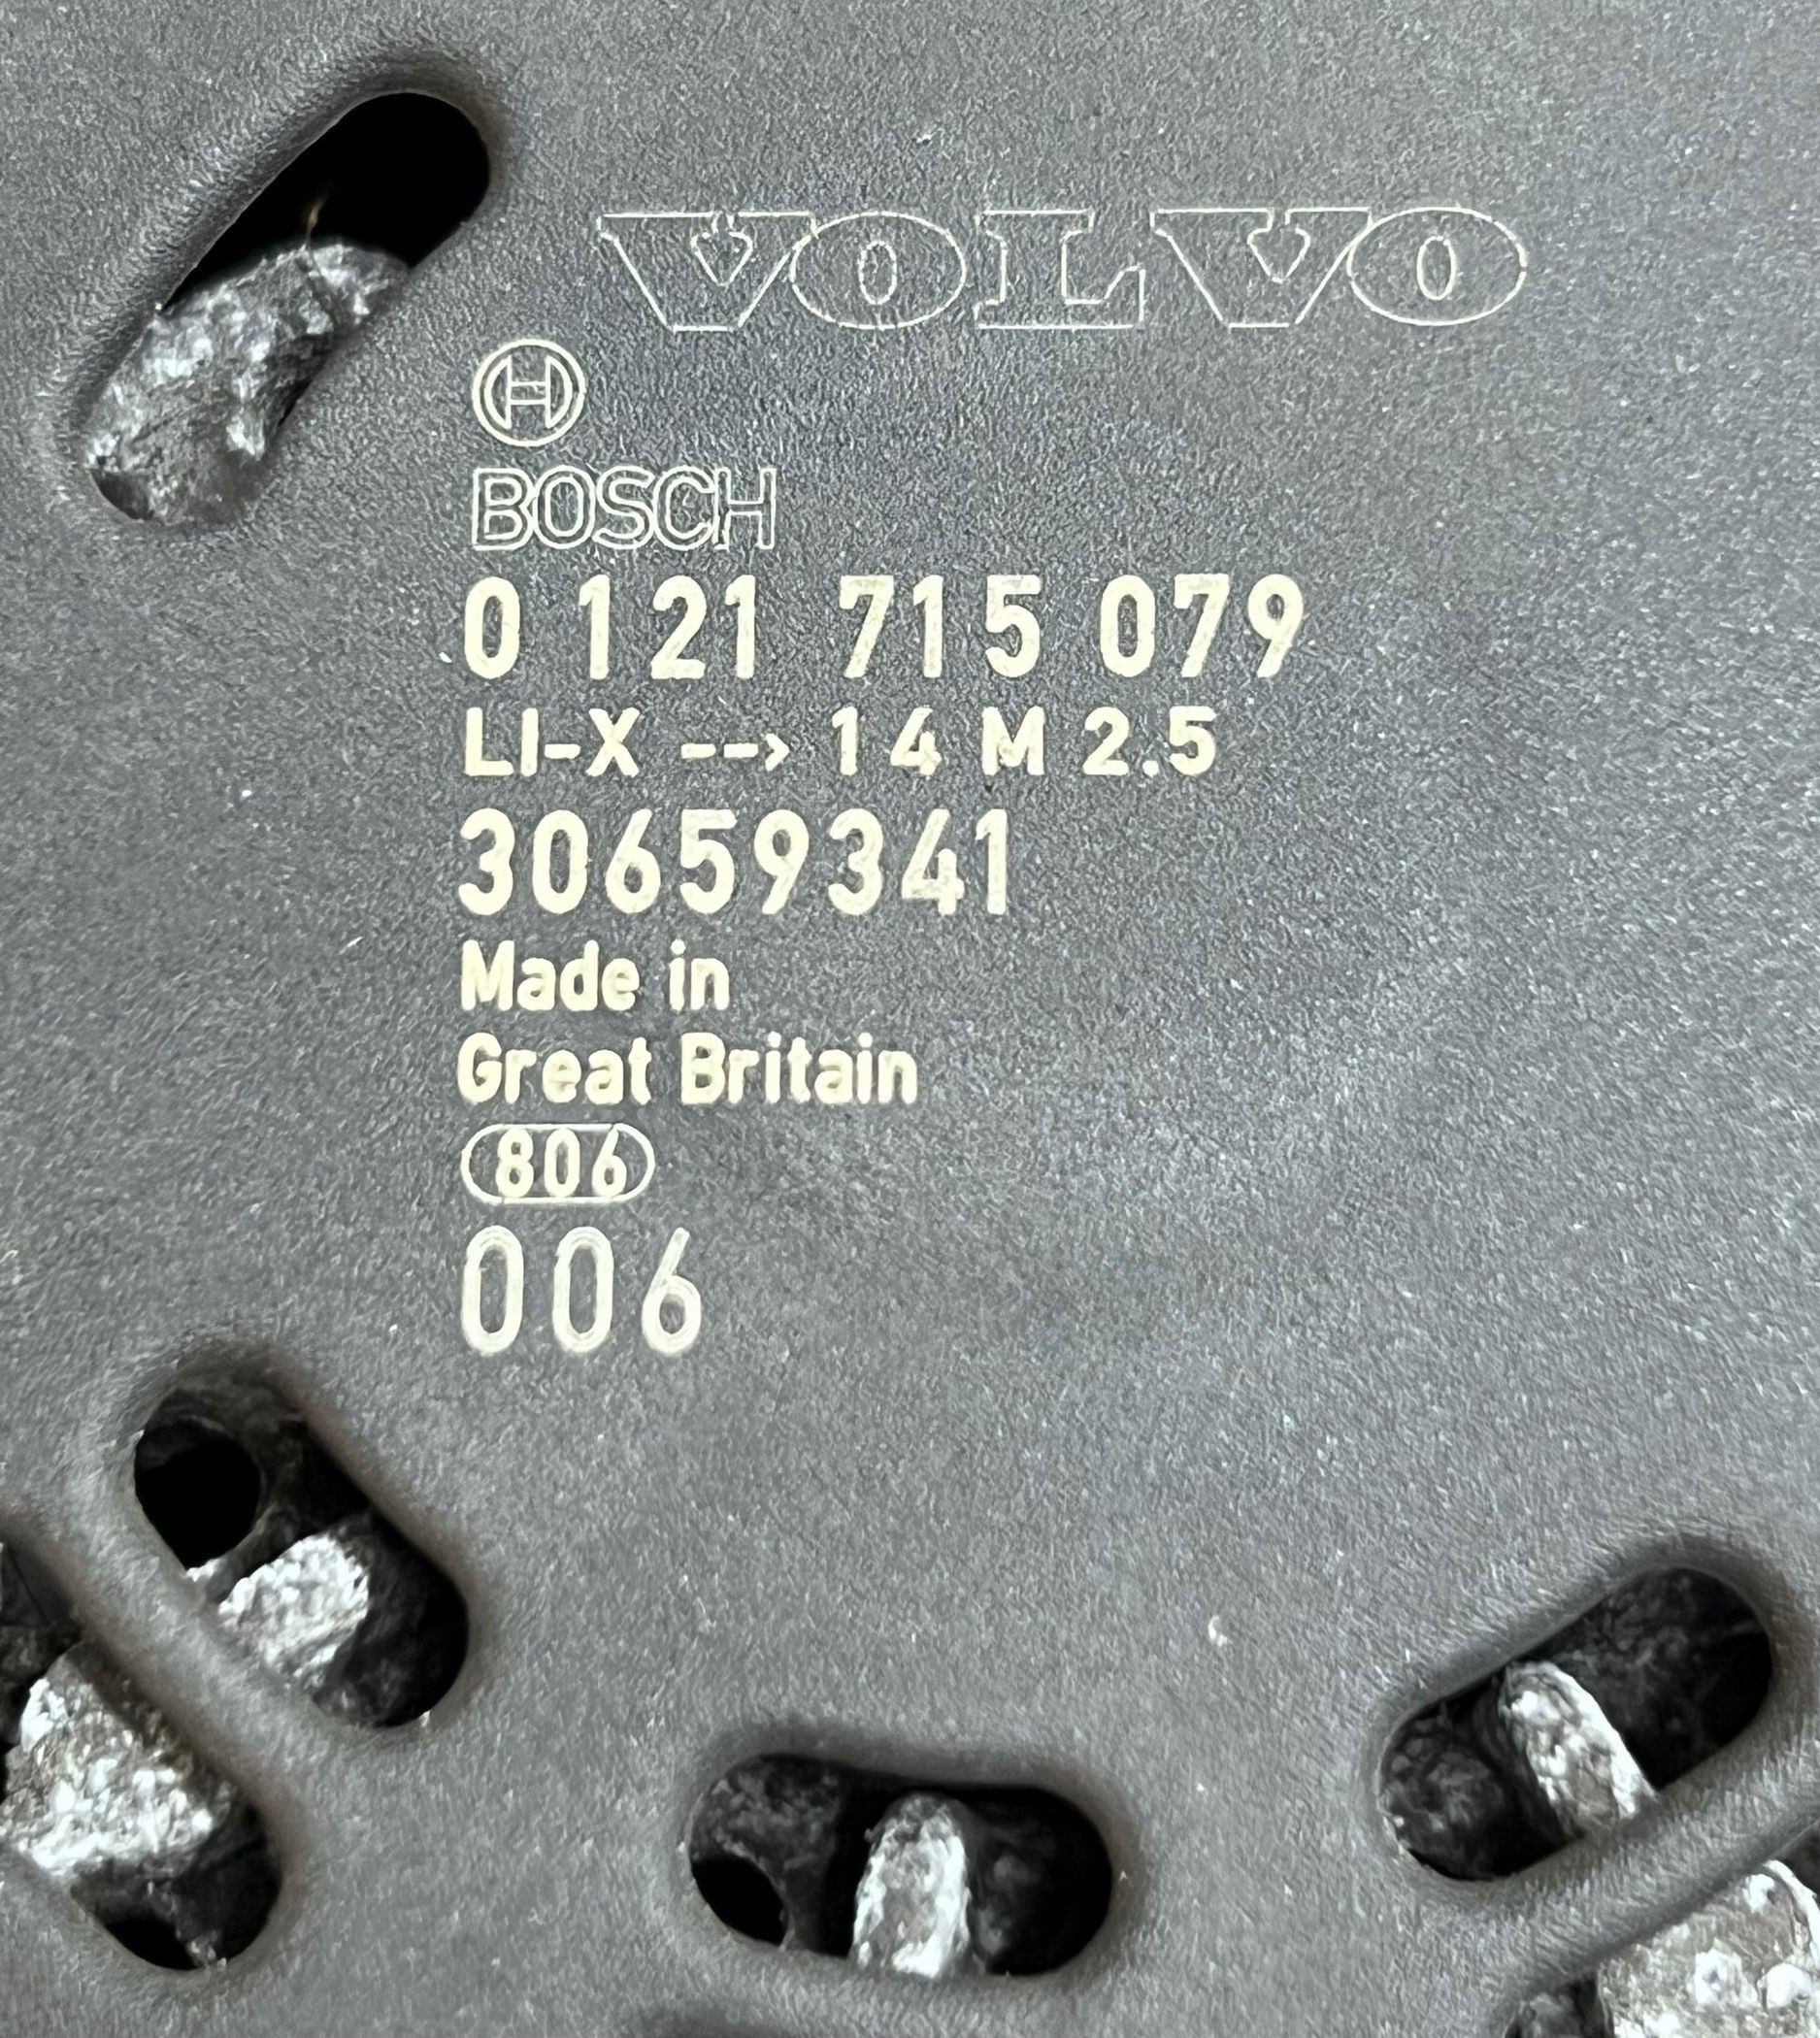 VOLVO
BOSCH
0 121 715 079
LI-X --> 14 M 2.5
30659341
Made in
Great Britain
806
006